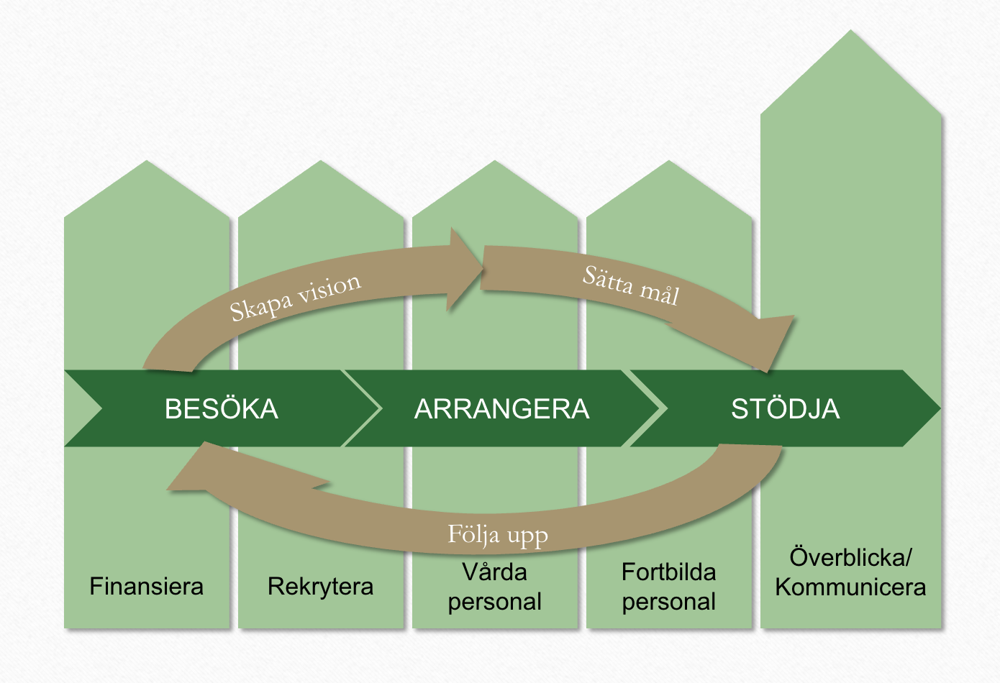 Skapa vision
Sätta mål
BESÖKA
ARRANGERA
STÖDJA
Följa upp
Finansiera
Rekrytera
Vårda
personal
Fortbilda
personal
Överblicka/
Kommunicera